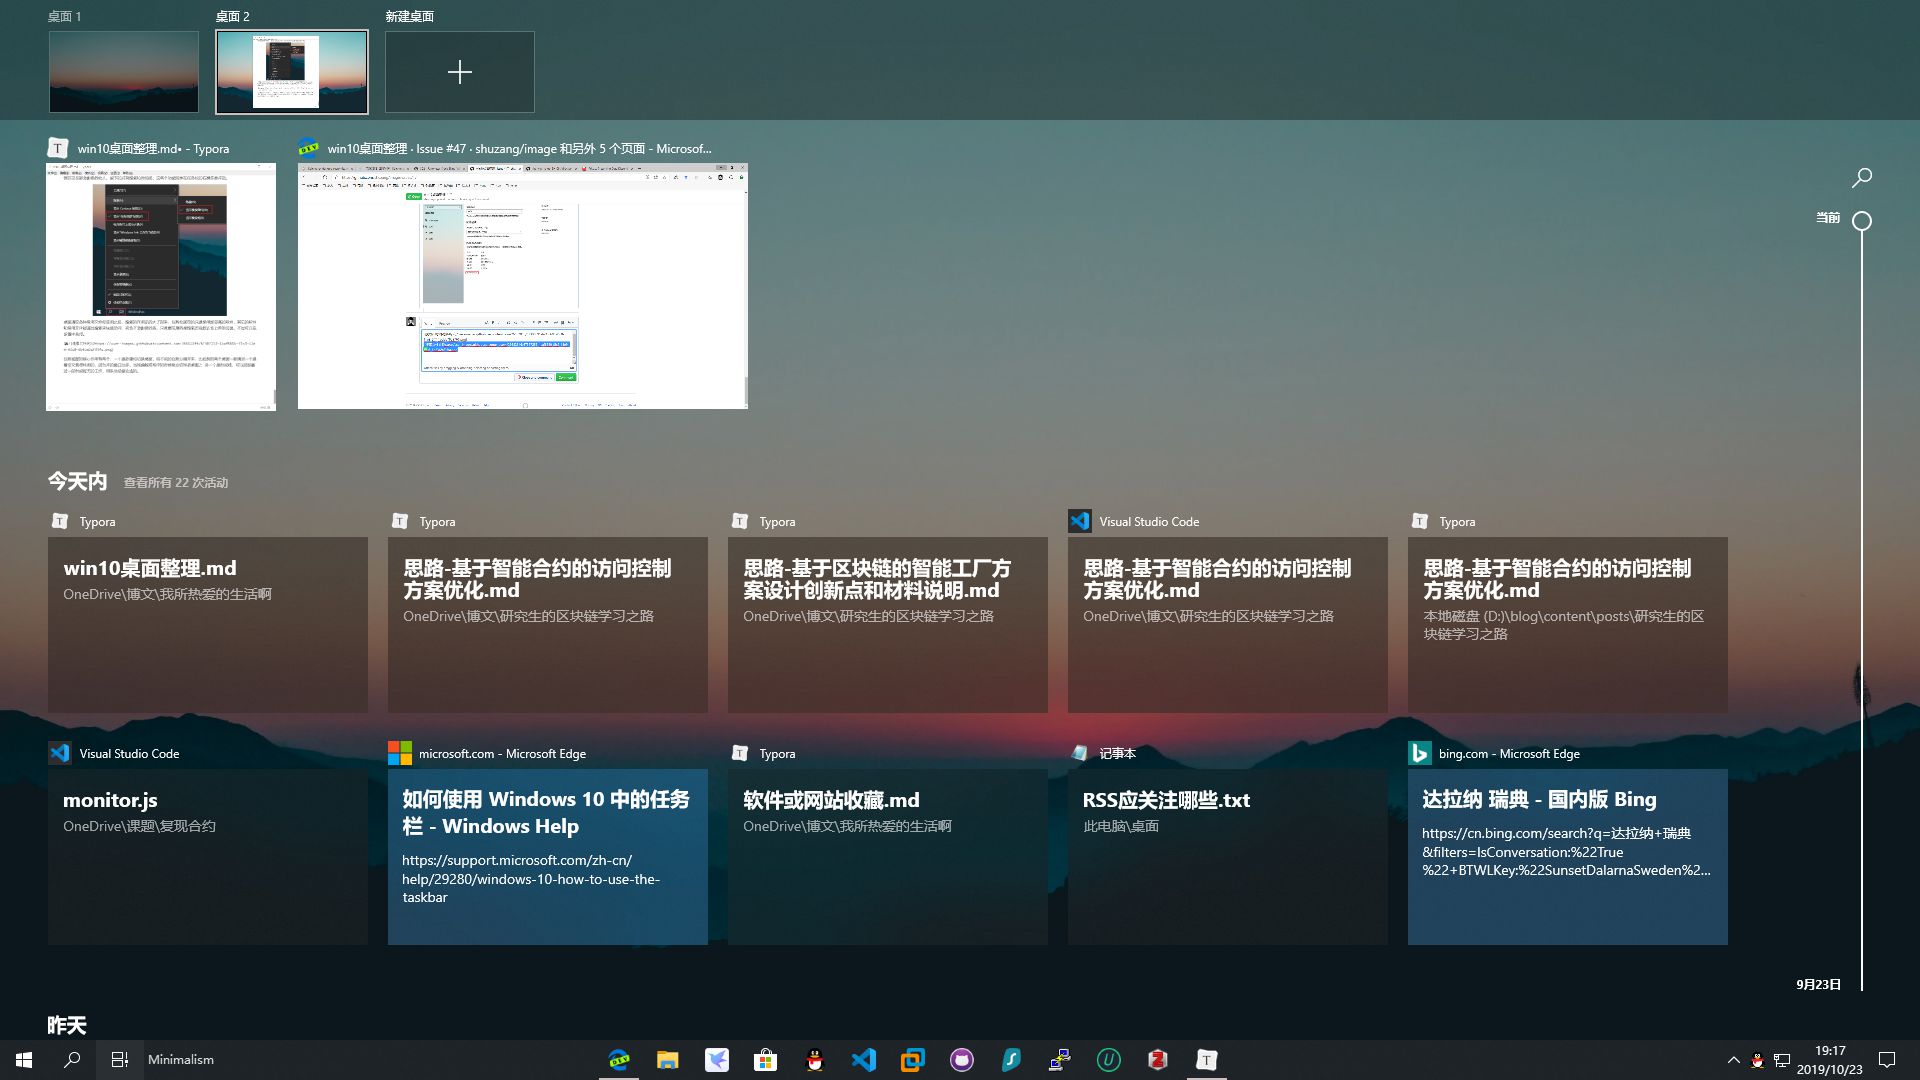 桌面 1
桌面 2
新建桌面
win10桌面整理.md• - Typora
win10桌面整理 · Issue #47 · shuzang/image 和另外 5 个页面 - Microsof...
当前
今天内
查看所有 22 次活动
Typora
Typora
Typora
Visual Studio Code
Typora
win10桌面整理.md
OneDrive\博文\我所热爱的生活啊
思路-基于智能合约的访问控制
方案优化.md
OneDrive\博文\研究生的区块链学习之路
思路-基于区块链的智能工厂方
案设计创新点和材料说明.md
OneDrive\博文\研究生的区块链学习之路
思路-基于智能合约的访问控制
方案优化.md
OneDrive\博文\研究生的区块链学习之路
思路-基于智能合约的访问控制
方案优化.md
本地磁盘 (D:)\blog\content\posts\研究生的区
块链学习之路
Visual Studio Code
microsoft.com - Microsoft Edge
Typora
记事本
bing.com - Microsoft Edge
monitor.js
OneDrive\课题\复现合约
如何使用 Windows 10 中的任务
栏 - Windows Help
https://support.microsoft.com/zh-cn/
help/29280/windows-10-how-to-use-the-
taskbar
软件或网站收藏.md
OneDrive\博文\我所热爱的生活啊
RSS应关注哪些.txt
此电脑\桌面
达拉纳 瑞典 - 国内版 Bing
https://cn.bing.com/search?q=达拉纳+瑞典
&filters=IsConversation:%22True
%22+BTWLKey:%22SunsetDalarnaSweden%2...
9月23日
昨天
Minimalism
19:17
2019/10/23